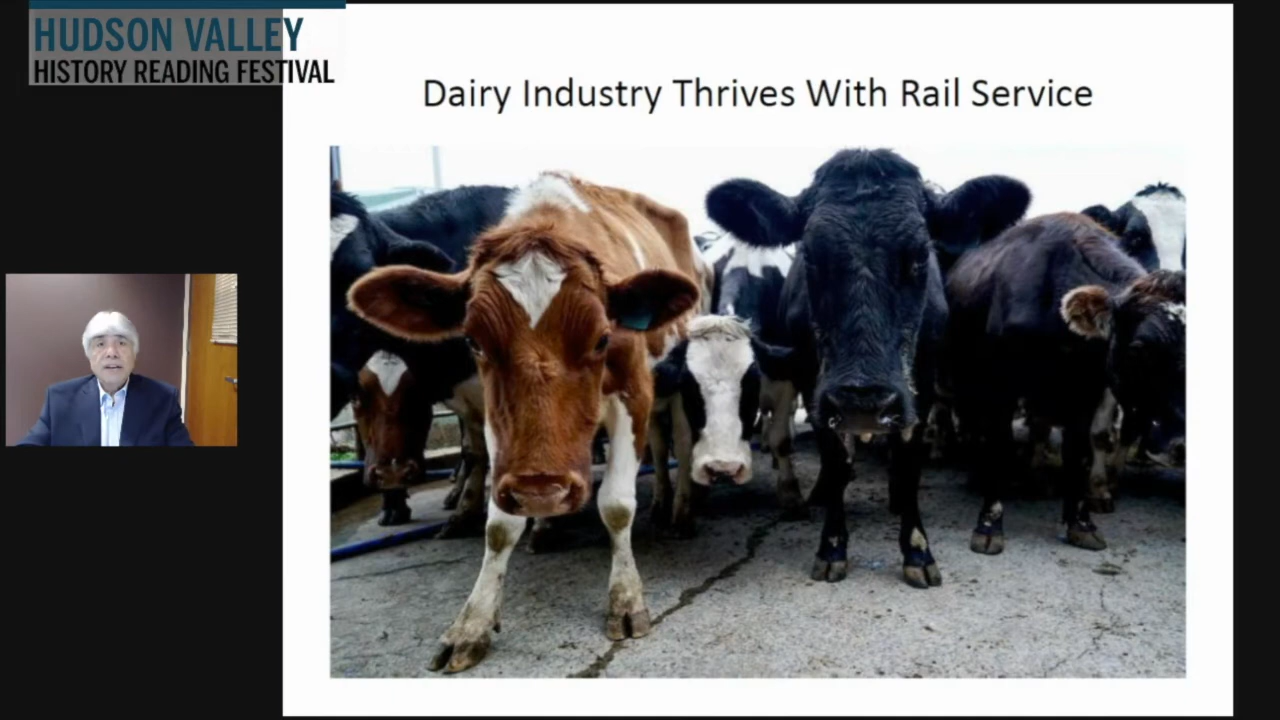 HUDSON VALLEY
HISTORY READING FESTIVAL
Dairy Industry Thrives With Rail Service